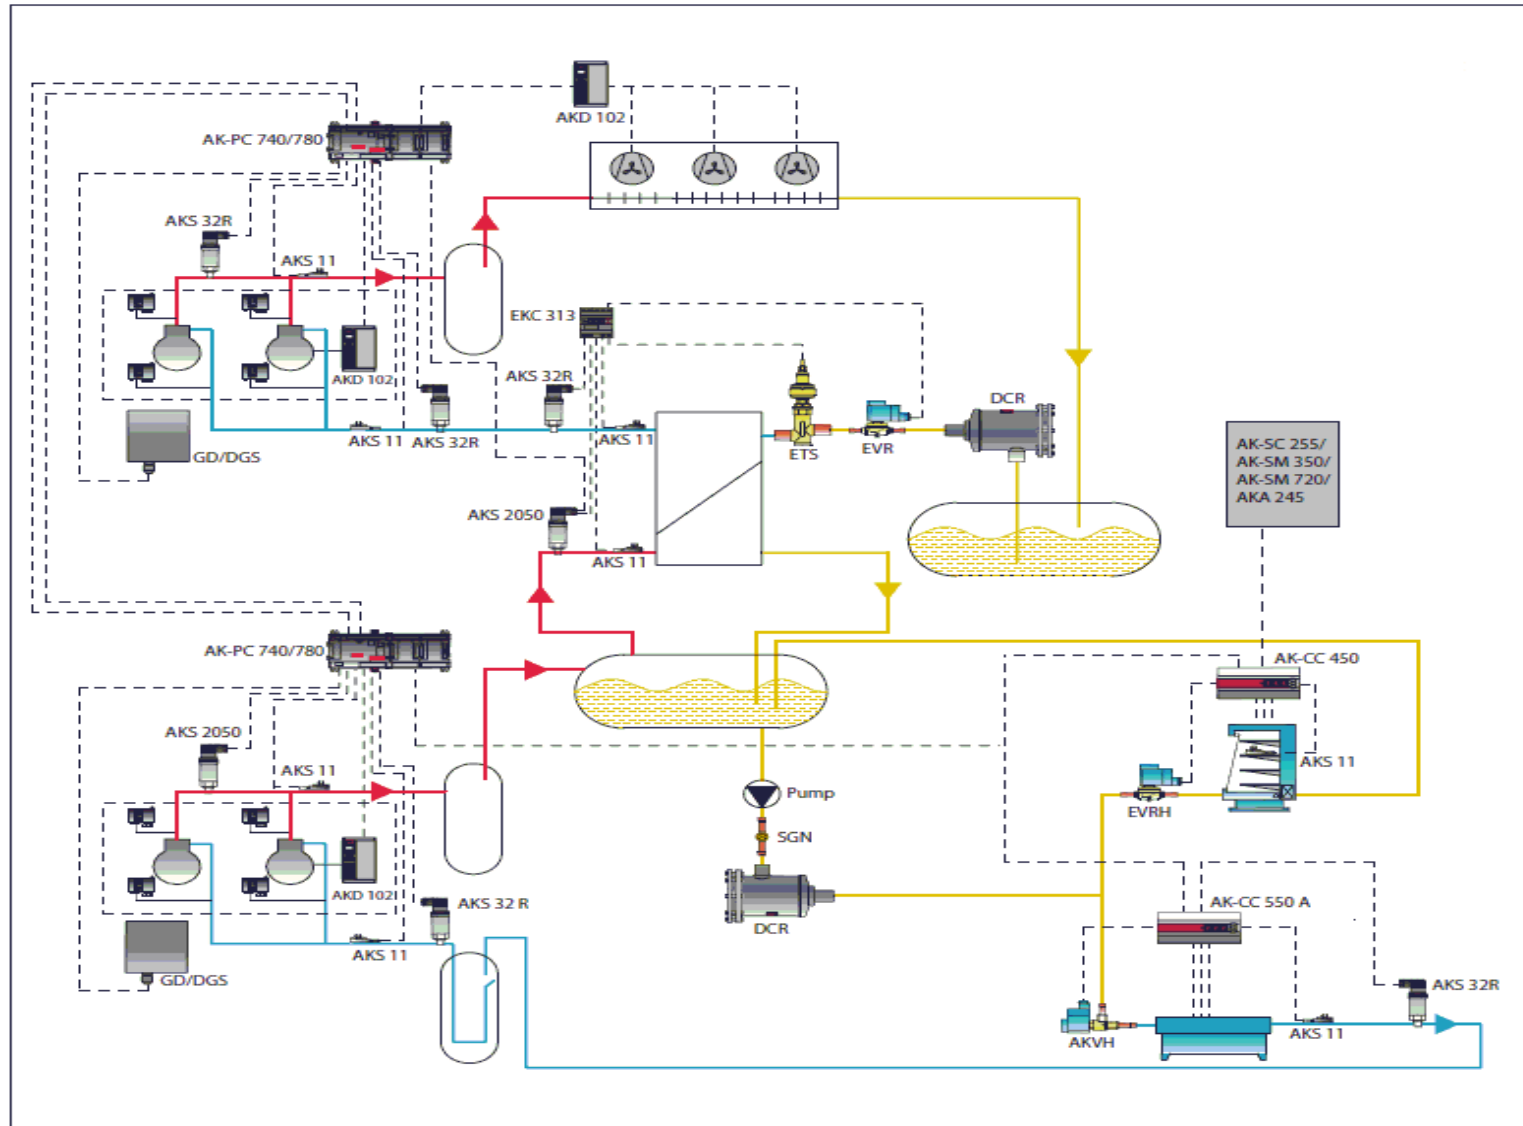 AKD 102
AK-PC 740/780
AKS 32R
AKS 11
EKC 313
AKD 102
AKS 32R
DCR
AKS 11
AKS 32R
AKS 11
ETS
EVR
GD/DGS
AK-SC 255/
AK-SM 350/
AK-SM 720/
AKA 245
AKS 2050
AKS 11
AK-PC 740/780
AK-CC 450
AKS 2050
AKS 11
AKS 11
Pump
EVRH
SGN
AKD 102
AKS 32 R
AK-CC 550 A
DCR
AKS 11
GD/DGS
AKS 32R
AKVH
AKS 11